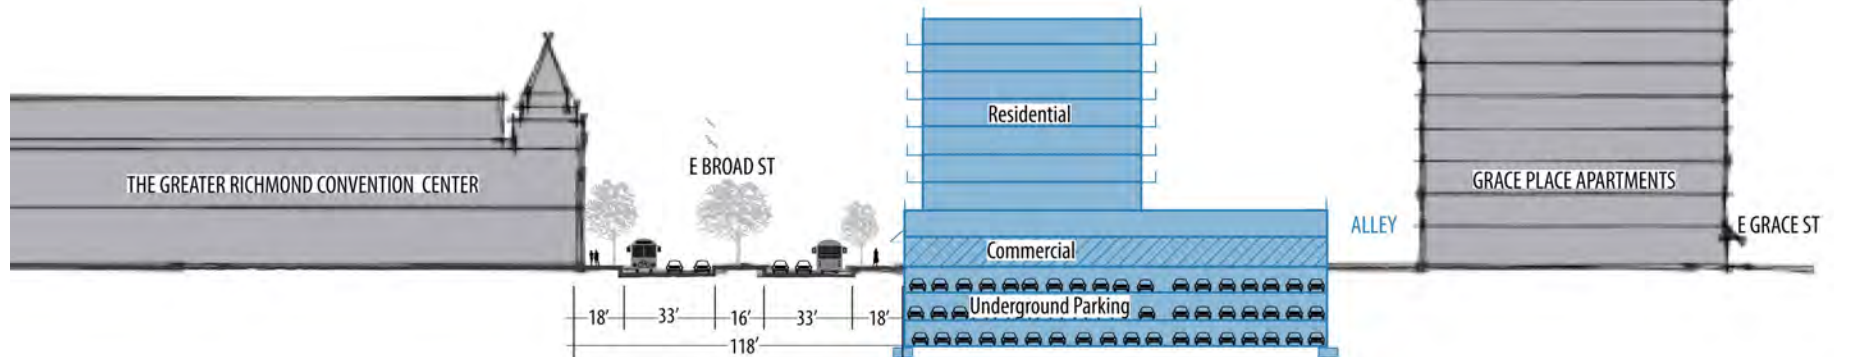 Residential
E BROAD ST
THE GREATER RICHMOND CONVENTION CENTER
GRACE PLACE APARTMENTS
ALLEY
E GRACE ST
Commercial
Underground Parking
18' 33' 16' 33' 18'
118'